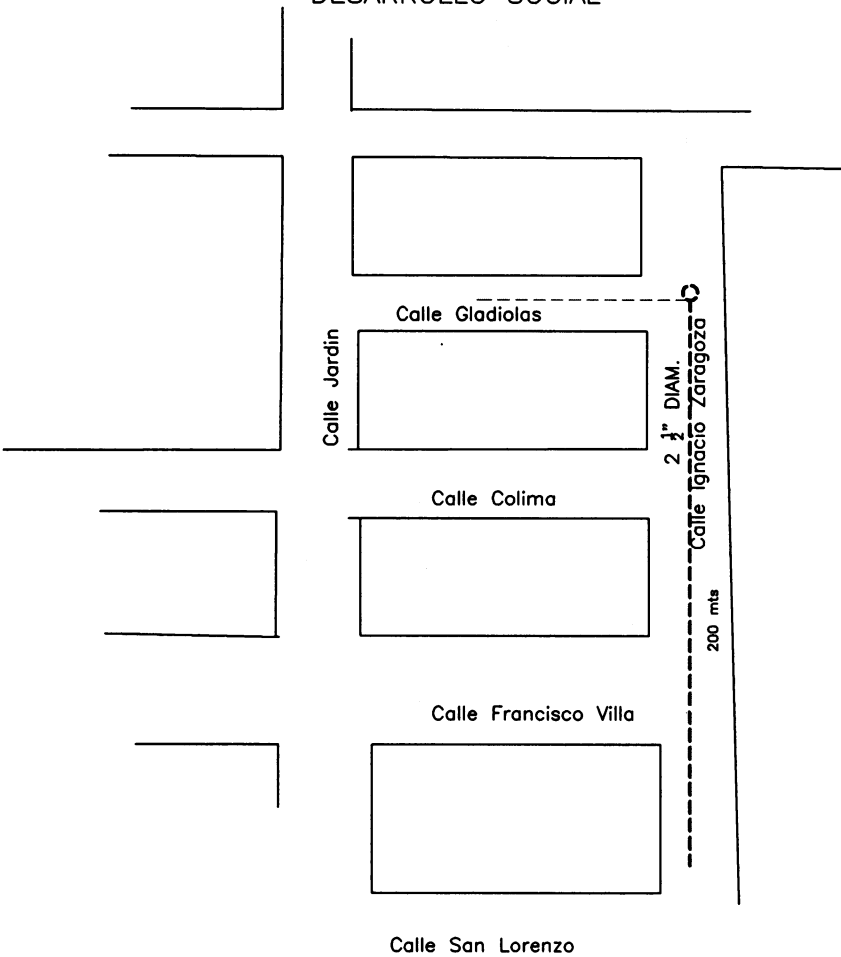 DESARROLLO SOCIAL
Calle Gladiolas
Calle Jardin
2 ½" DIAM.
Calle Ignacio Zaragoza
Calle Colima
200 mts
Calle Francisco Villa
Calle San Lorenzo